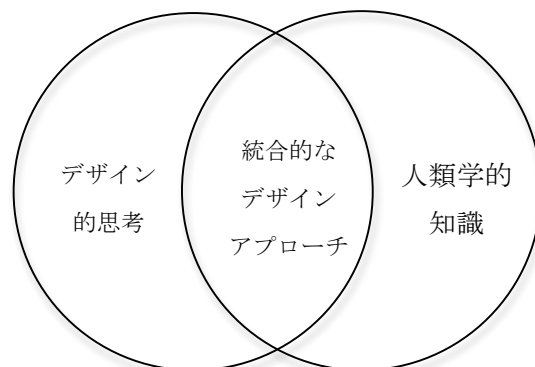 デザイン
的思考
統合的な
デザイン
アプローチ
人類学的
知識